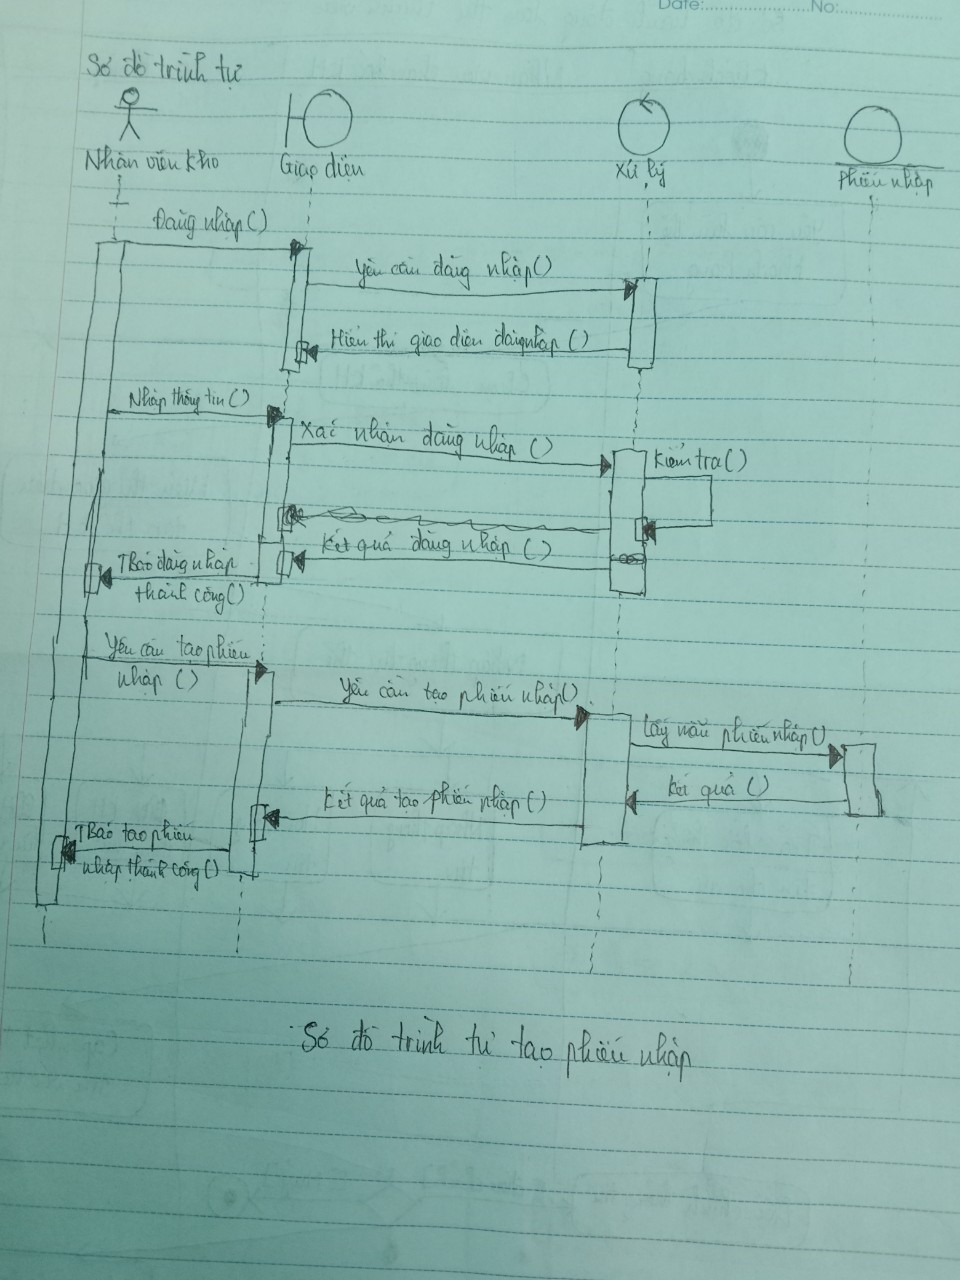 Date:..................No:..................
Sơ đồ trình tự
Nhân viên kho
Giao diện
Xử lý
Phiếu nhập
Đăng nhập()
Yêu cầu đăng nhập()
Hiển thị giao diện đăng nhập ()
Nhập thông tin()
Xác nhận đăng nhập ()
Kiểm tra()
Kết quả đăng nhập ()
TBáo đăng nhập
thành công()
Yêu cầu tạo phiếu
nhập ()
Yêu cầu tạo phiếu nhập()
Lấy mẫu phiếu nhập()
Kết quả ()
Kết quả tạo phiếu nhập()
TBáo tạo phiếu
nhập thành công()
Sơ đồ trình tự tạo phiếu nhập